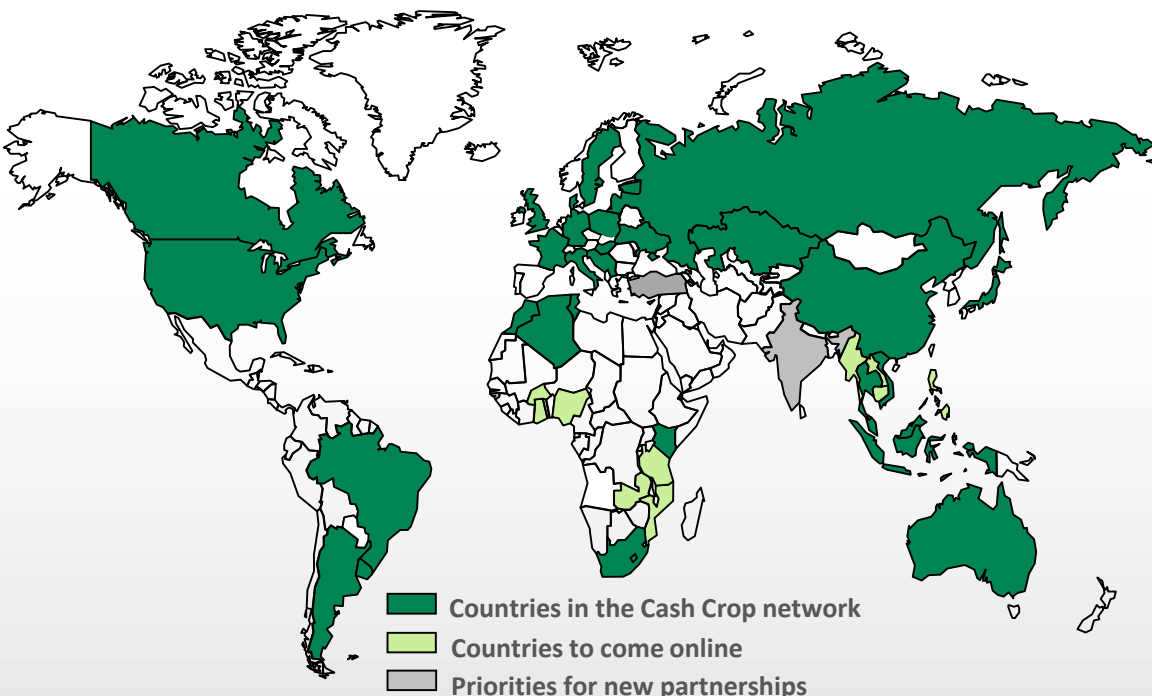 Countries in the Cash Crop network
Countries to come online
Priorities for new partnerships